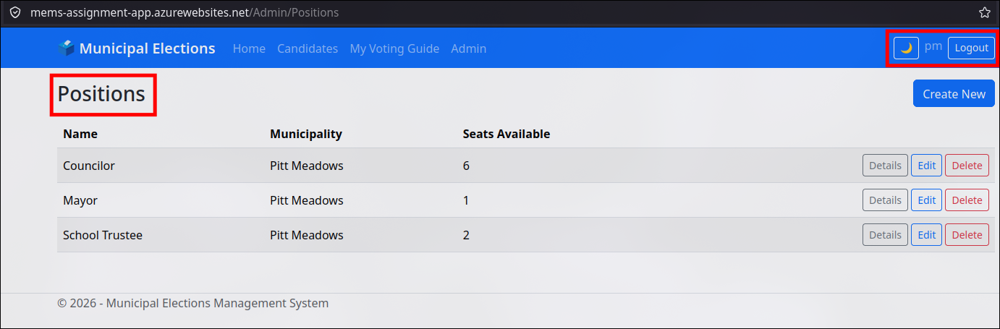 mems-assignment-app.azurewebsites.net/Admin/Positions
Municipal Elections Home Candidates My Voting Guide Admin pm Logout
Positions Create New
Name Municipality Seats Available
Councilor Pitt Meadows 6 Details Edit Delete
Mayor Pitt Meadows 1 Details Edit Delete
School Trustee Pitt Meadows 2 Details Edit Delete
© 2026 - Municipal Elections Management System